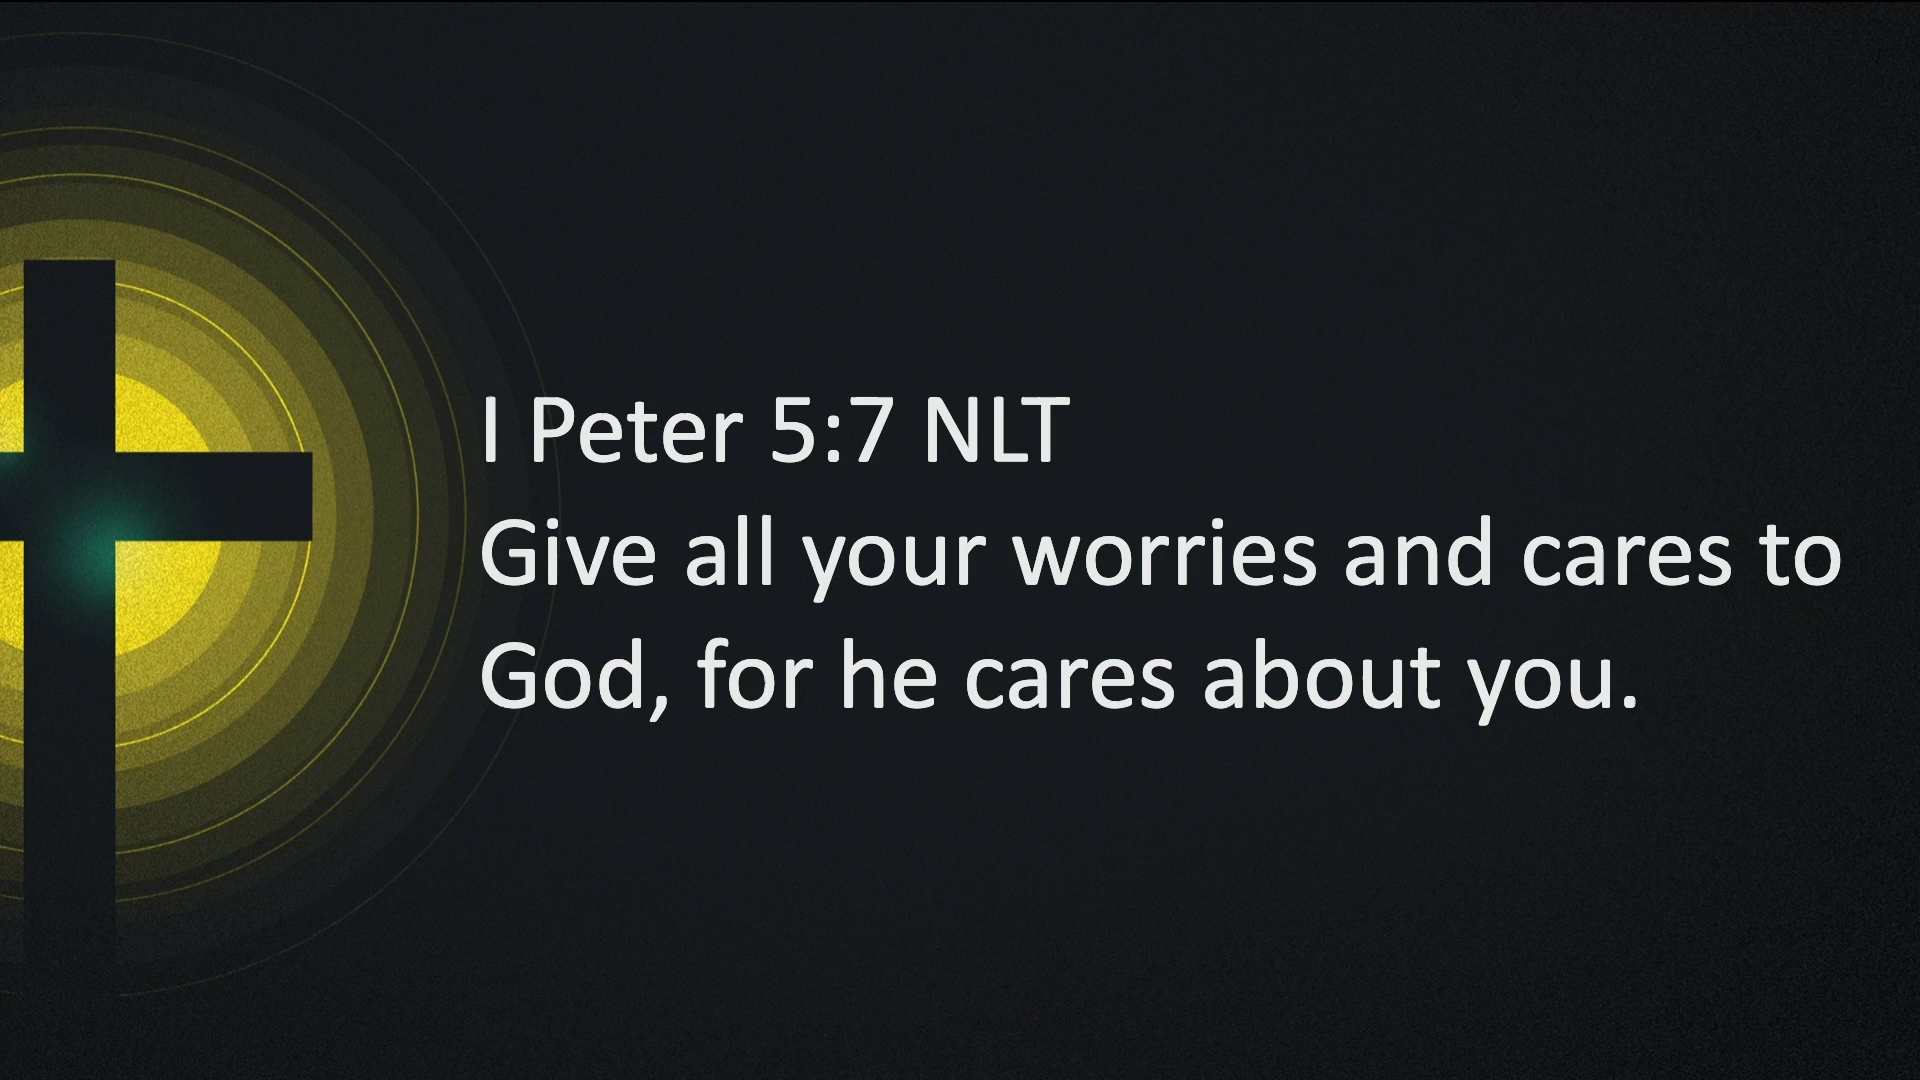 I Peter 5:7 NLT
Give all your worries and cares to
God, for he cares about you.